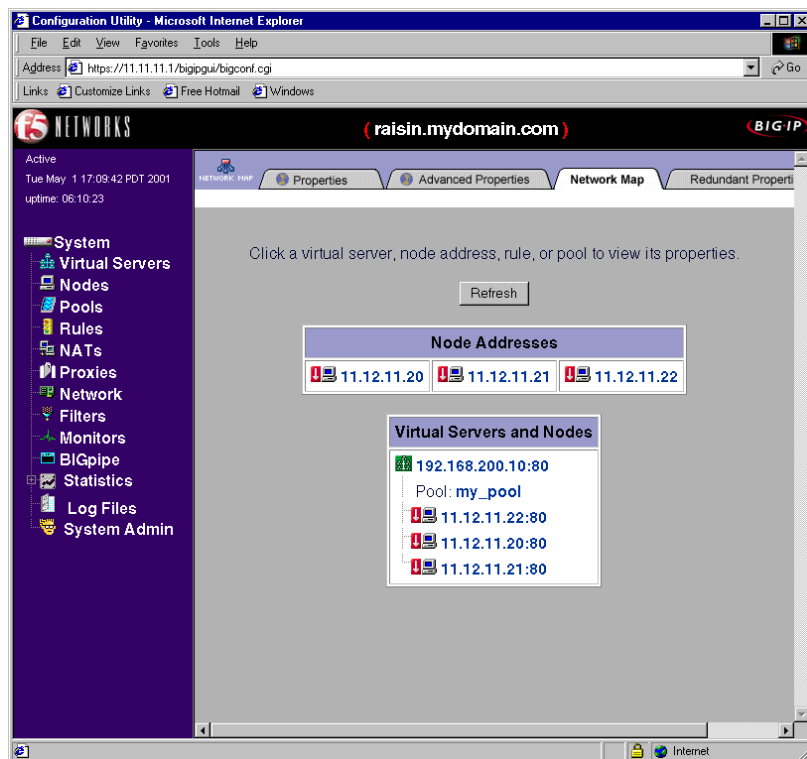 Configuration Utility - Microsoft Internet Explorer
File Edit View Favorites Tools Help
Address https://11.11.11.1/bigipgui/bigconf.cgi Go
Links Customize Links Free Hotmail Windows
f5 NETWORKS
( raisin.mydomain.com )
BIG-IP
Active
Tue May 1 17:09:42 PDT 2001
uptime: 06:10:23
System
Virtual Servers
Nodes
Pools
Rules
NATs
Proxies
Network
Filters
Monitors
BIGpipe
Statistics
Log Files
System Admin
NETWORK MAP Properties Advanced Properties Network Map Redundant Properti
Click a virtual server, node address, rule, or pool to view its properties.
Refresh
Node Addresses
11.12.11.20 11.12.11.21 11.12.11.22
Virtual Servers and Nodes
192.168.200.10:80
Pool: my_pool
11.12.11.22:80
11.12.11.20:80
11.12.11.21:80
Internet